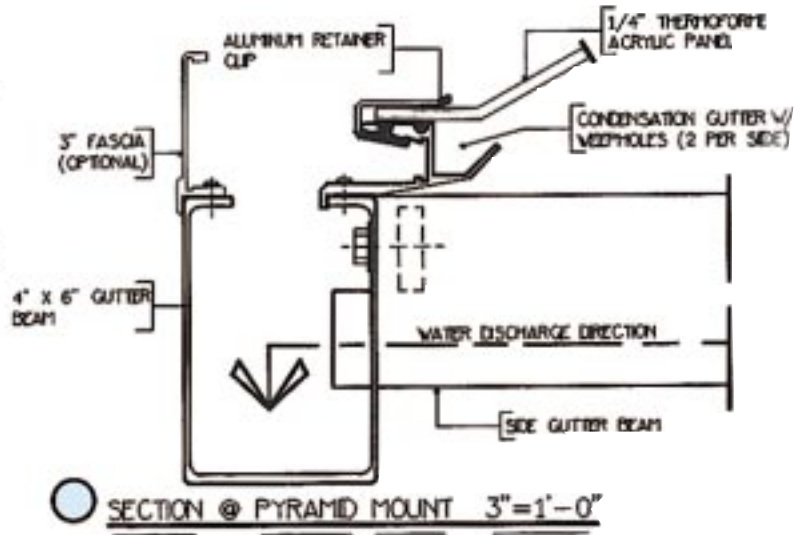 ALUMINUM RETAINER
CLIP
1/4" THERMOFORME
ACRYLIC PANEL
3" FASCIA
(OPTIONAL)
CONDENSATION GUTTER W/
WEEPHOLES (2 PER SIDE)
4" X 6" GUTTER
BEAM
WATER DISCHARGE DIRECTION
SIDE GUTTER BEAM
SECTION @ PYRAMID MOUNT 3"=1'-0"